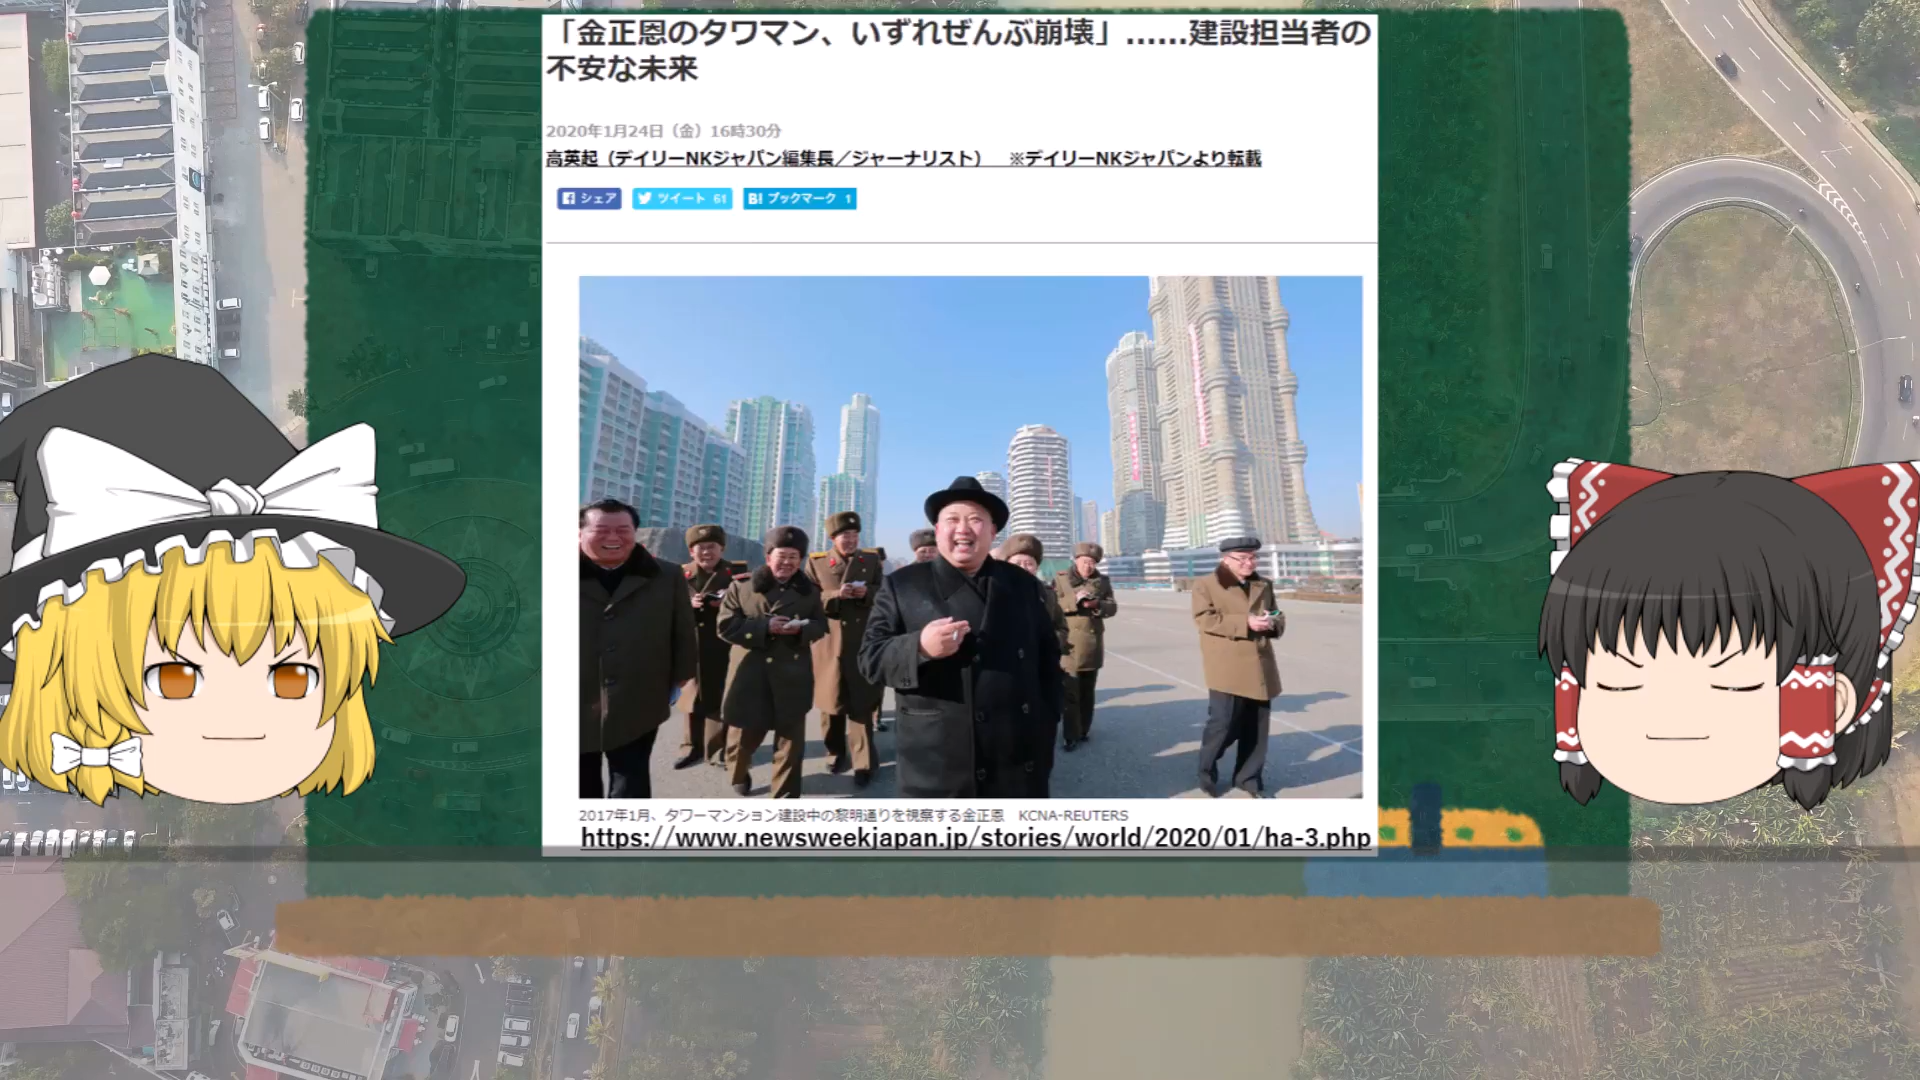 「金正恩のタワマン、いずれぜんぶ崩壊」……建設担当者の
不安な未来
2020年1月24日（金）16時30分
高英起（デイリーNKジャパン編集長／ジャーナリスト）　※デイリーNKジャパンより転載
シェア ツイート 61 B! ブックマーク 1
2017年1月、タワーマンション建設中の黎明通りを視察する金正恩　KCNA-REUTERS
https://www.newsweekjapan.jp/stories/world/2020/01/ha-3.php